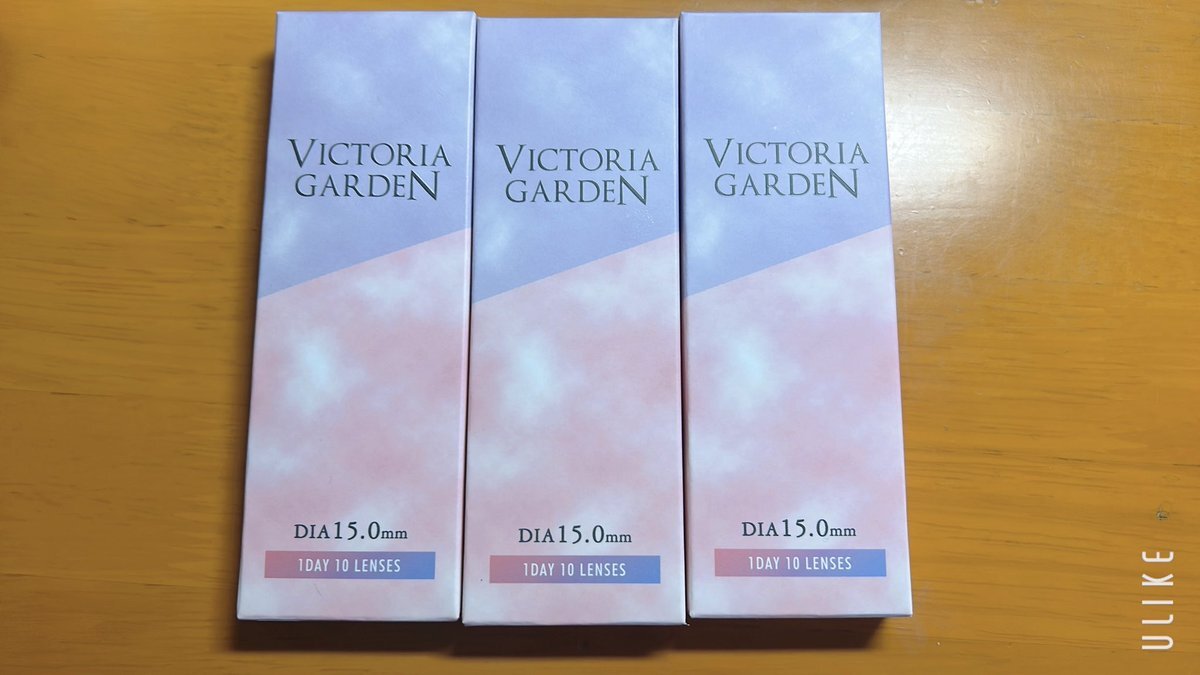 VICTORIA
GARDEN
DIA15.0mm
1DAY 10 LENSES
VICTORIA
GARDEN
DIA15.0mm
1DAY 10 LENSES
VICTORIA
GARDEN
DIA15.0mm
1DAY 10 LENSES
ULIKE